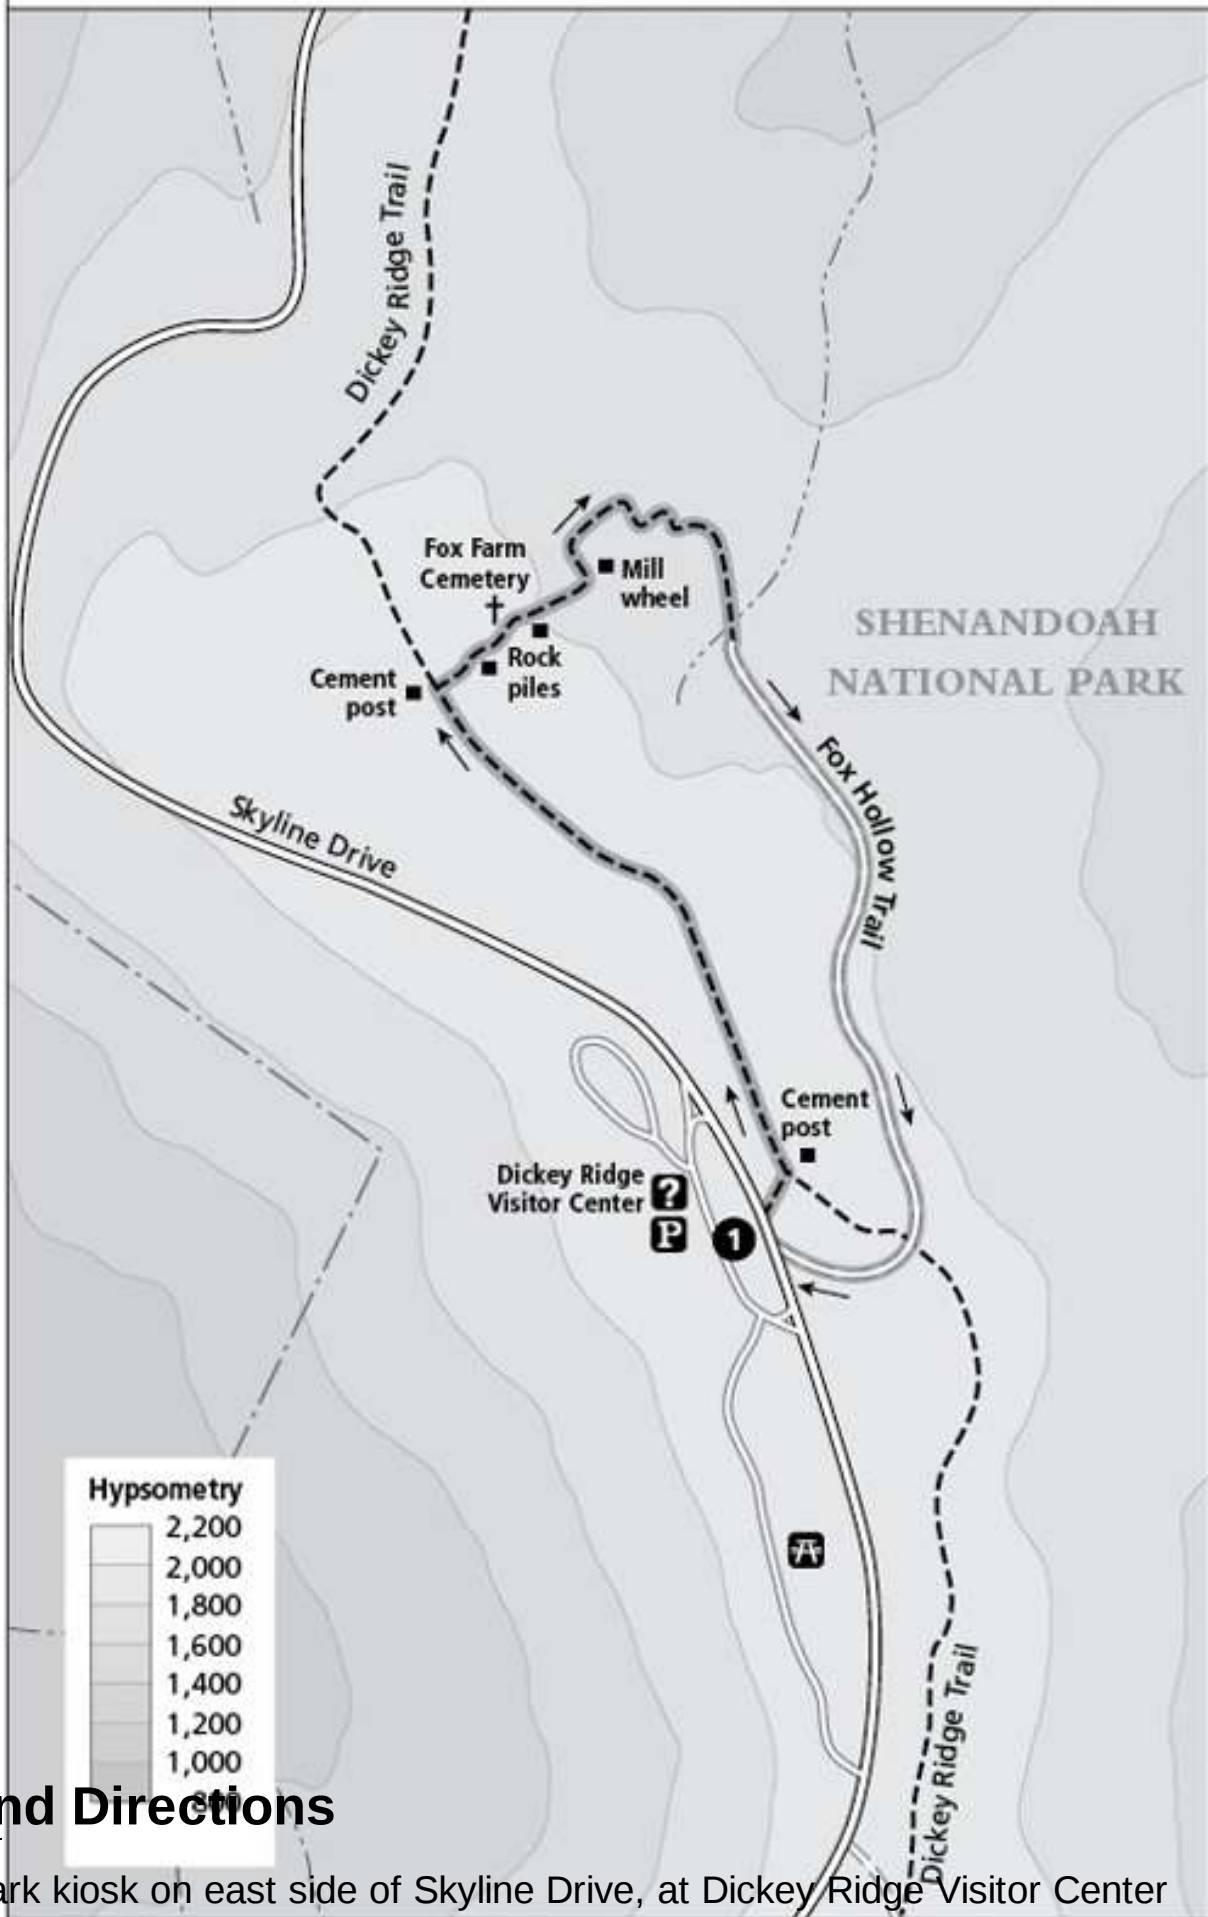 Dickey Ridge Trail
Fox Farm
Cemetery
Mill
wheel
Rock
piles
Cement
post
SHENANDOAH
NATIONAL PARK
Fox Hollow Trail
Skyline Drive
Cement
post
Dickey Ridge
Visitor Center
?
P
1
Hypsometry
2,200
2,000
1,800
1,600
1,400
1,200
1,000
800
Dickey Ridge Trail
nd Directions
ark kiosk on east side of Skyline Drive, at Dickey Ridge Visitor Center